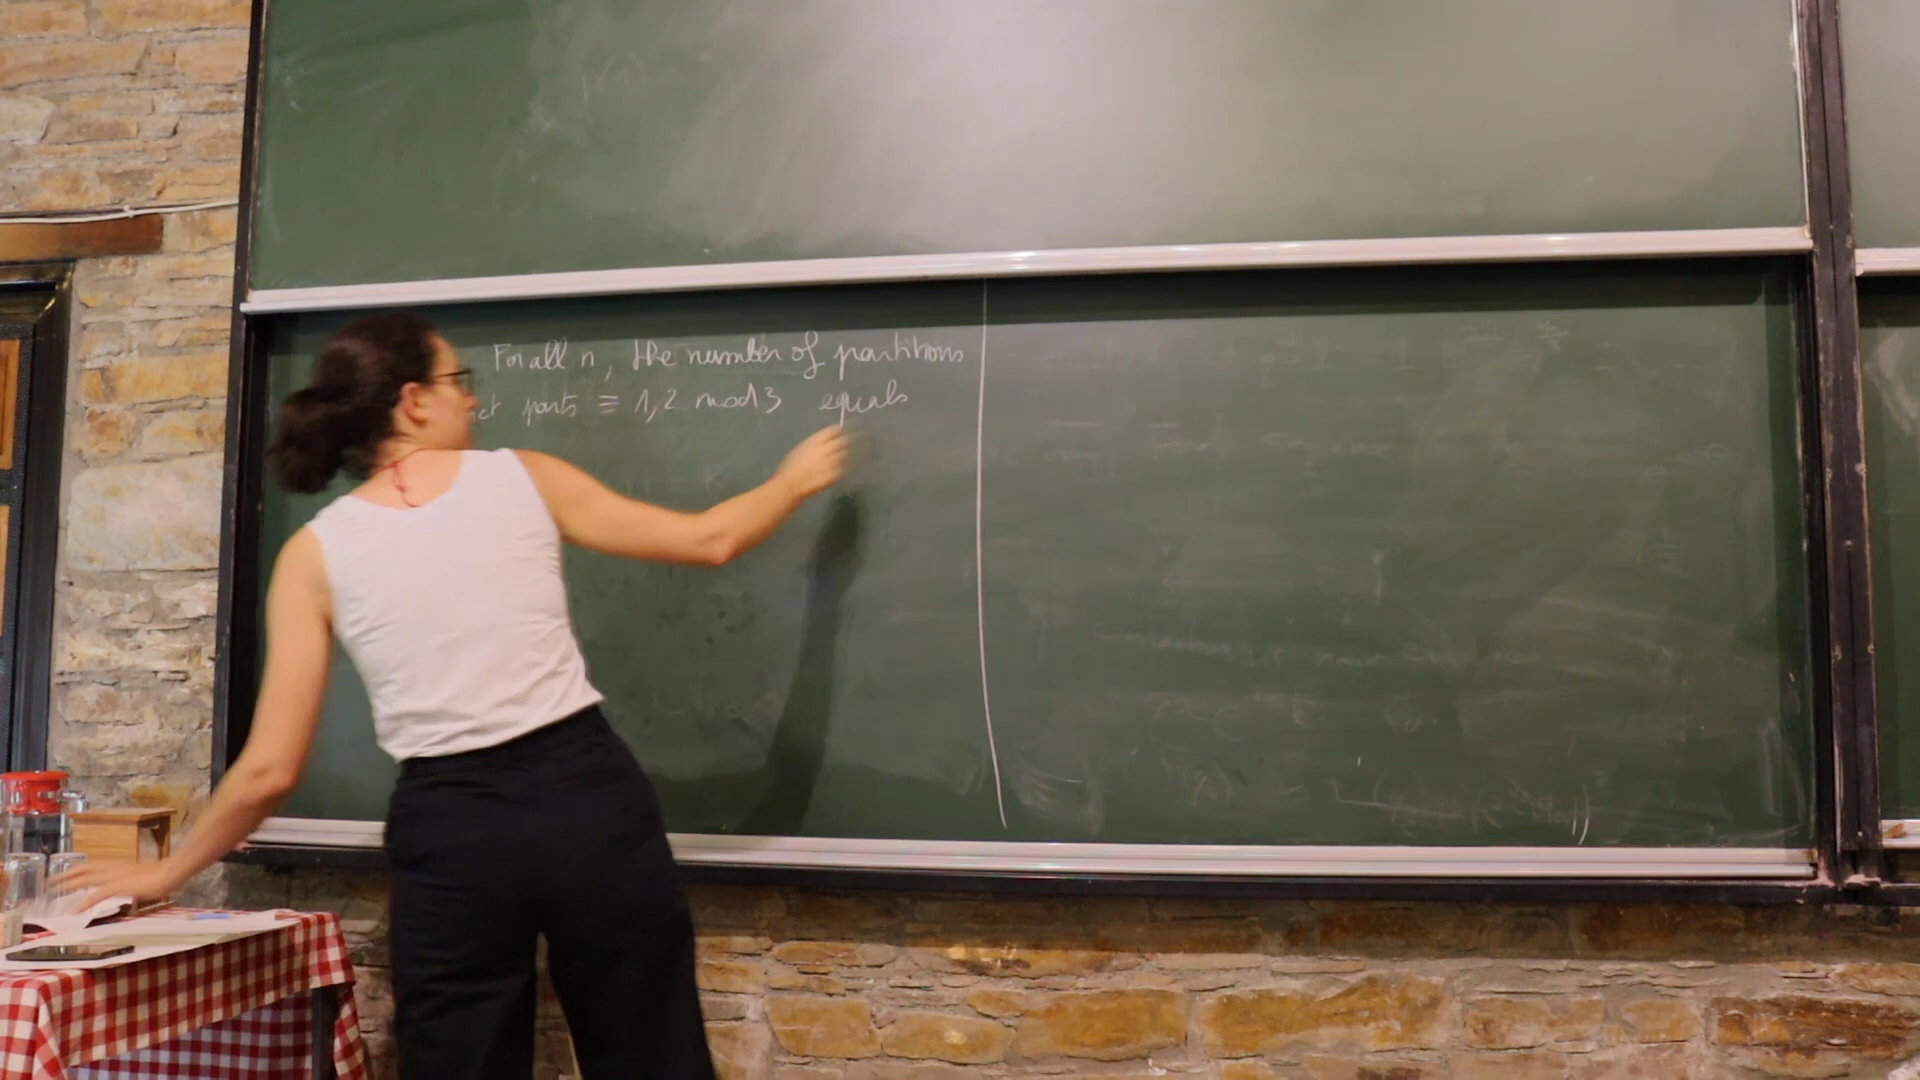 For all n, the number of partitions
parts ≡ 1,2 mod 3 equals